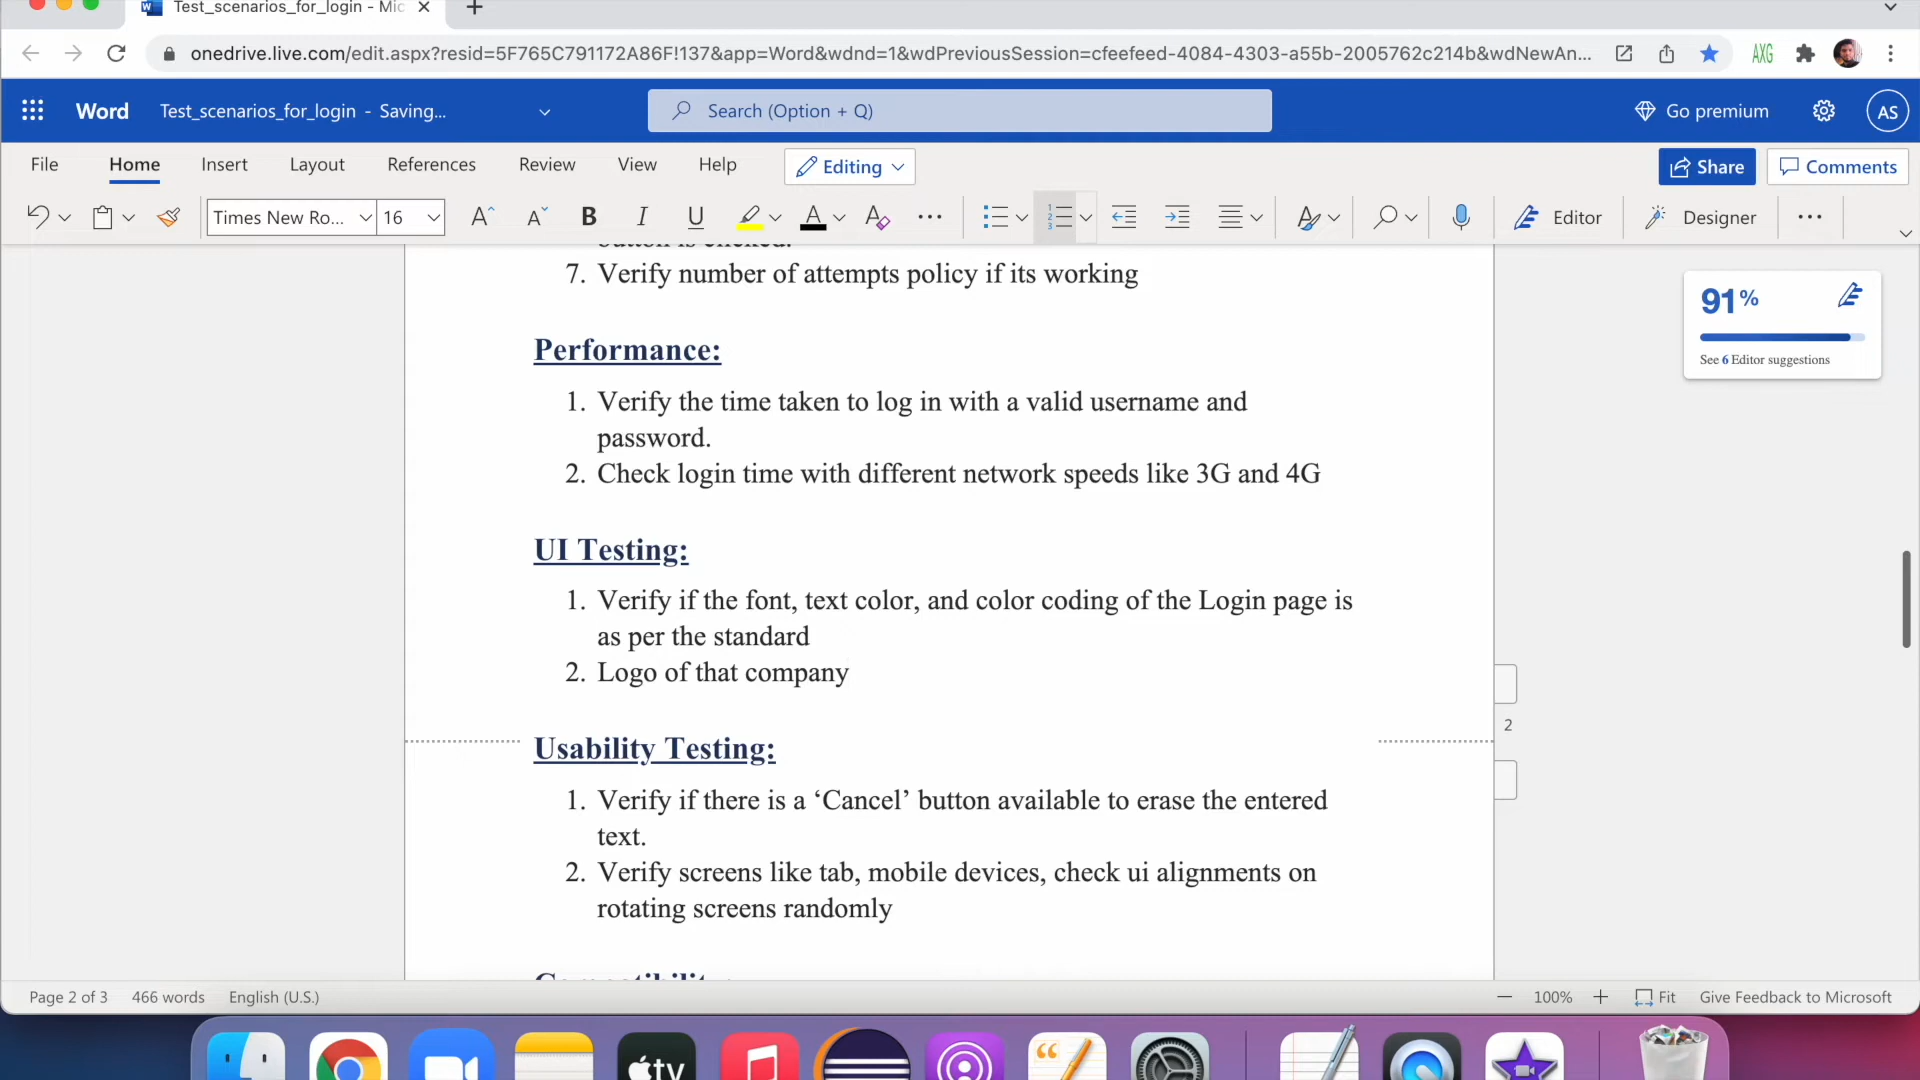 Test_scenarios_for_login - Mic
onedrive.live.com/edit.aspx?resid=5F765C791172A86F!137&app=Word&wdnd=1&wdPreviousSession=cfeefeed-4084-4303-a55b-2005762c214b&wdNewAn...
AXG
Word
Test_scenarios_for_login - Saving...
Search (Option + Q)
Go premium
AS
File Home Insert Layout References Review View Help Editing Share Comments
Times New Ro... 16 Editor Designer
button is clicked.
7. Verify number of attempts policy if its working
91%
See 6 Editor suggestions
Performance:
1. Verify the time taken to log in with a valid username and
password.
2. Check login time with different network speeds like 3G and 4G
UI Testing:
1. Verify if the font, text color, and color coding of the Login page is
as per the standard
2. Logo of that company
2
Usability Testing:
1. Verify if there is a ‘Cancel’ button available to erase the entered
text.
2. Verify screens like tab, mobile devices, check ui alignments on
rotating screens randomly
Page 2 of 3 466 words English (U.S.) 100% Fit Give Feedback to Microsoft
tv